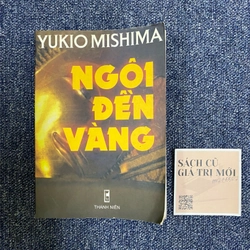 YUKIO MISHIMA
NGÔI
ĐỀN
VÀNG
THANH NIÊN
SÁCH CŨ
GIÁ TRỊ MỚI